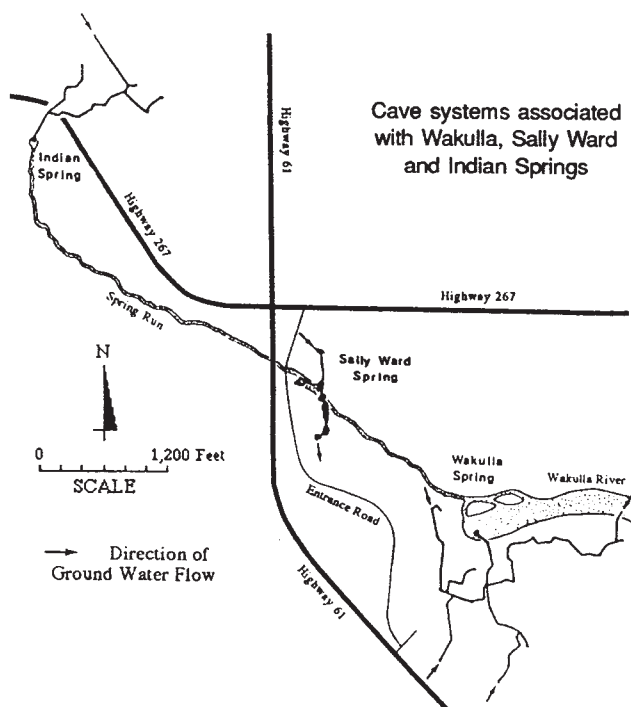 Cave systems associated
with Wakulla, Sally Ward
and Indian Springs
Indian
Spring
Highway 61
Highway 267
Highway 267
Spring Run
Sally Ward
Spring
N
0 1,200 Feet
SCALE
Wakulla
Spring
Wakulla River
Entrance Road
Direction of
Ground Water Flow
Highway 61